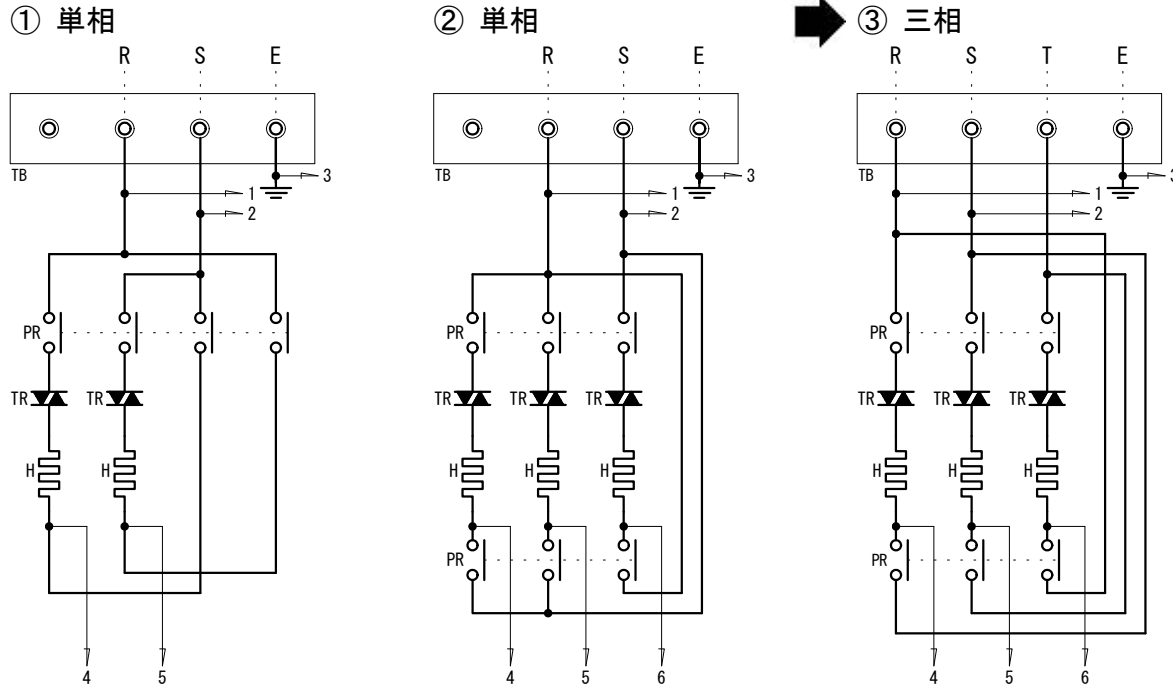 ① 単相
② 単相
③ 三相
R S E
R S E
R S T E
TB
TB
TB
3
3
3
1
1
1
2
2
2
PR
PR
PR
TR TR
TR TR TR
TR TR TR
H H
H H H
H H H
PR
PR
4 5
4 5 6
4 5 6